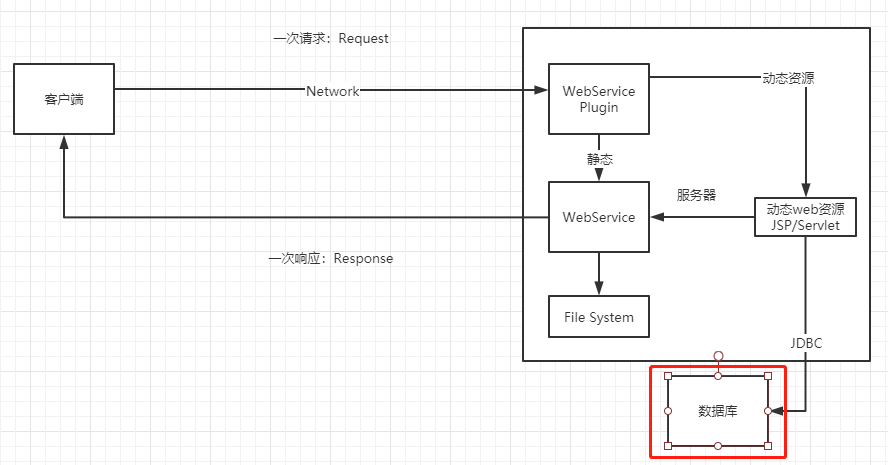 一次请求：Request
客户端
Network
WebService
Plugin
动态资源
静态
服务器
WebService
动态web资源
JSP/Servlet
一次响应：Response
File System
JDBC
数据库